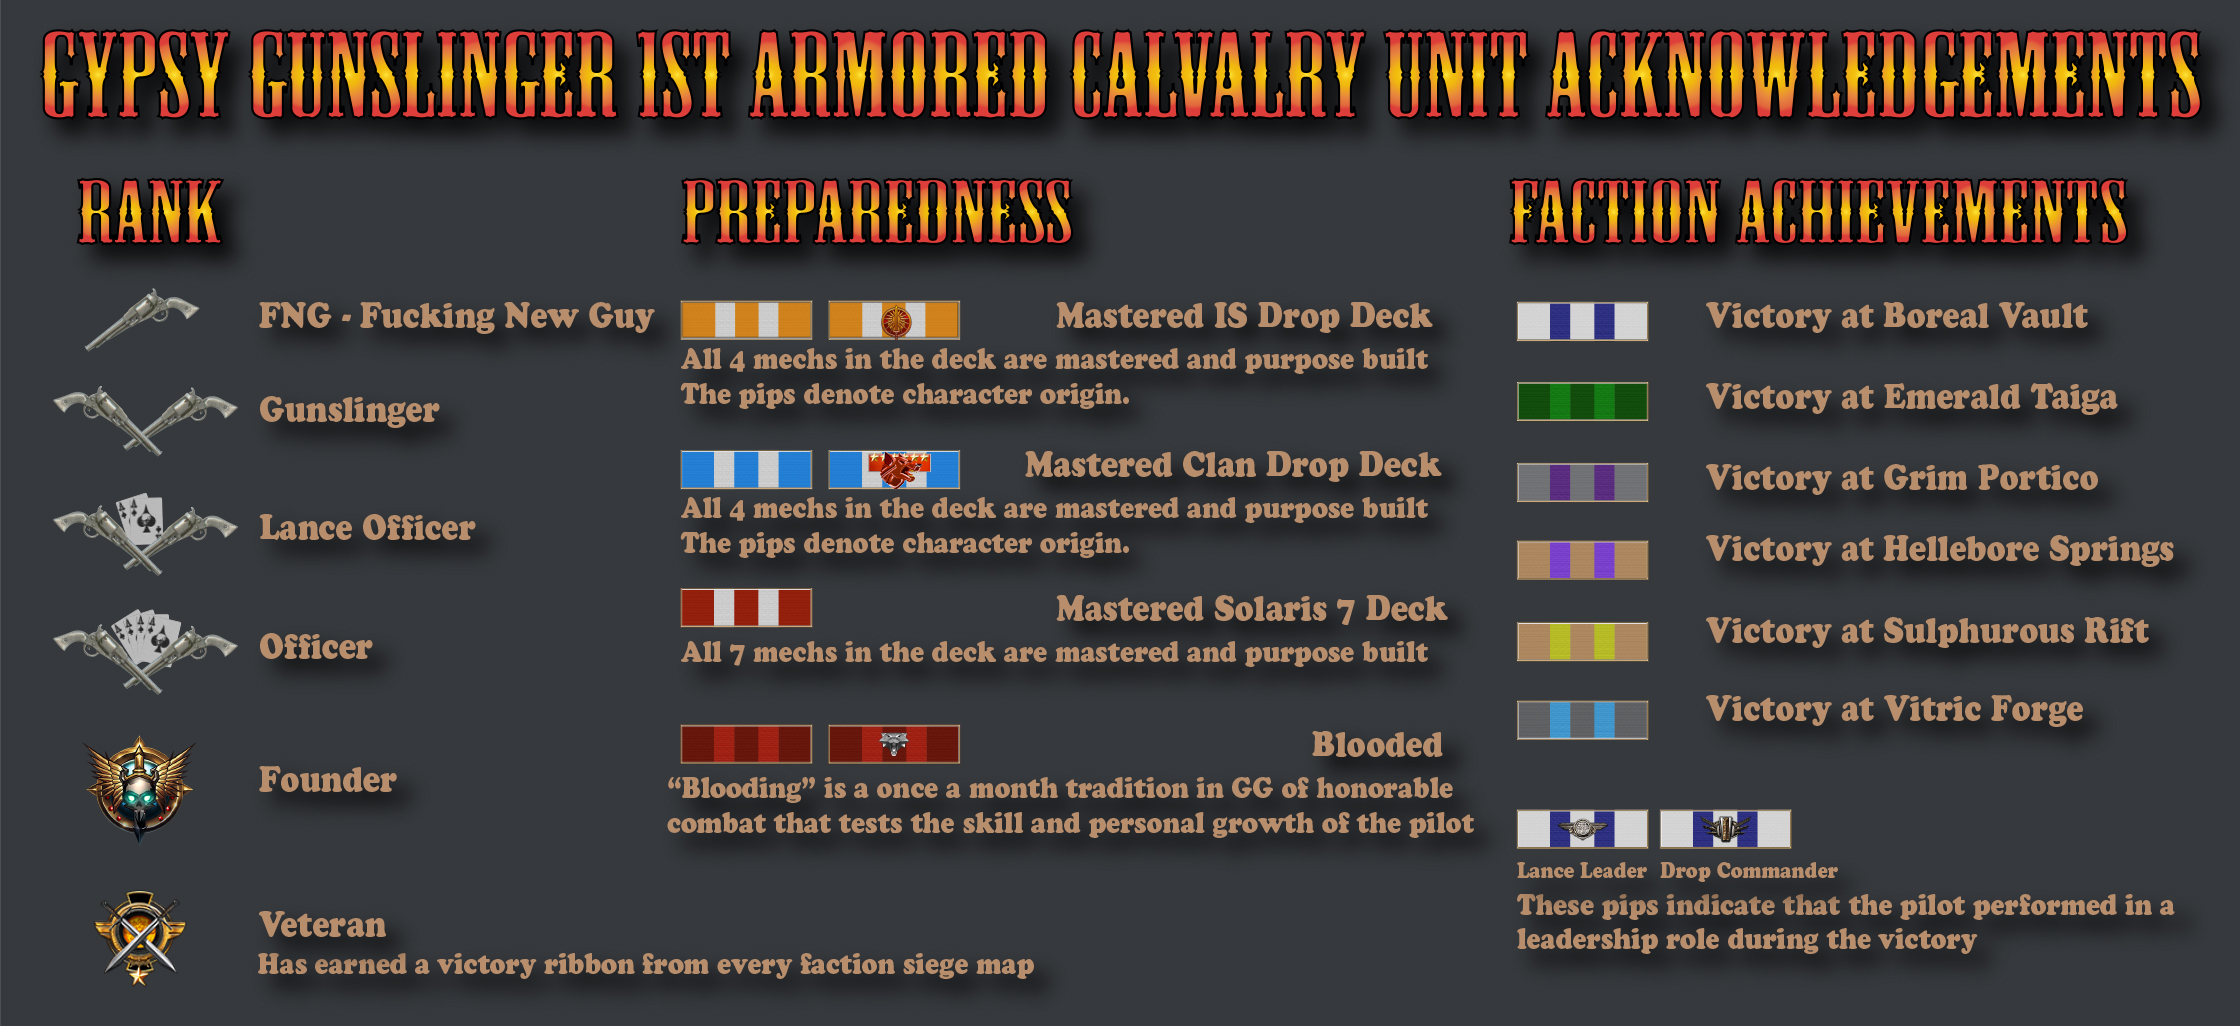 GYPSY GUNSLINGER 1ST ARMORED CALVALRY UNIT ACKNOWLEDGEMENTS
RANK
FNG - Fucking New Guy
Gunslinger
Lance Officer
Officer
Founder
Veteran
Has earned a victory ribbon from every faction siege map
PREPAREDNESS
Mastered IS Drop Deck
All 4 mechs in the deck are mastered and purpose built
The pips denote character origin.
Mastered Clan Drop Deck
All 4 mechs in the deck are mastered and purpose built
The pips denote character origin.
Mastered Solaris 7 Deck
All 7 mechs in the deck are mastered and purpose built
Blooded
“Blooding” is a once a month tradition in GG of honorable
combat that tests the skill and personal growth of the pilot
FACTION ACHIEVEMENTS
Victory at Boreal Vault
Victory at Emerald Taiga
Victory at Grim Portico
Victory at Hellebore Springs
Victory at Sulphurous Rift
Victory at Vitric Forge
Lance Leader Drop Commander
These pips indicate that the pilot performed in a
leadership role during the victory